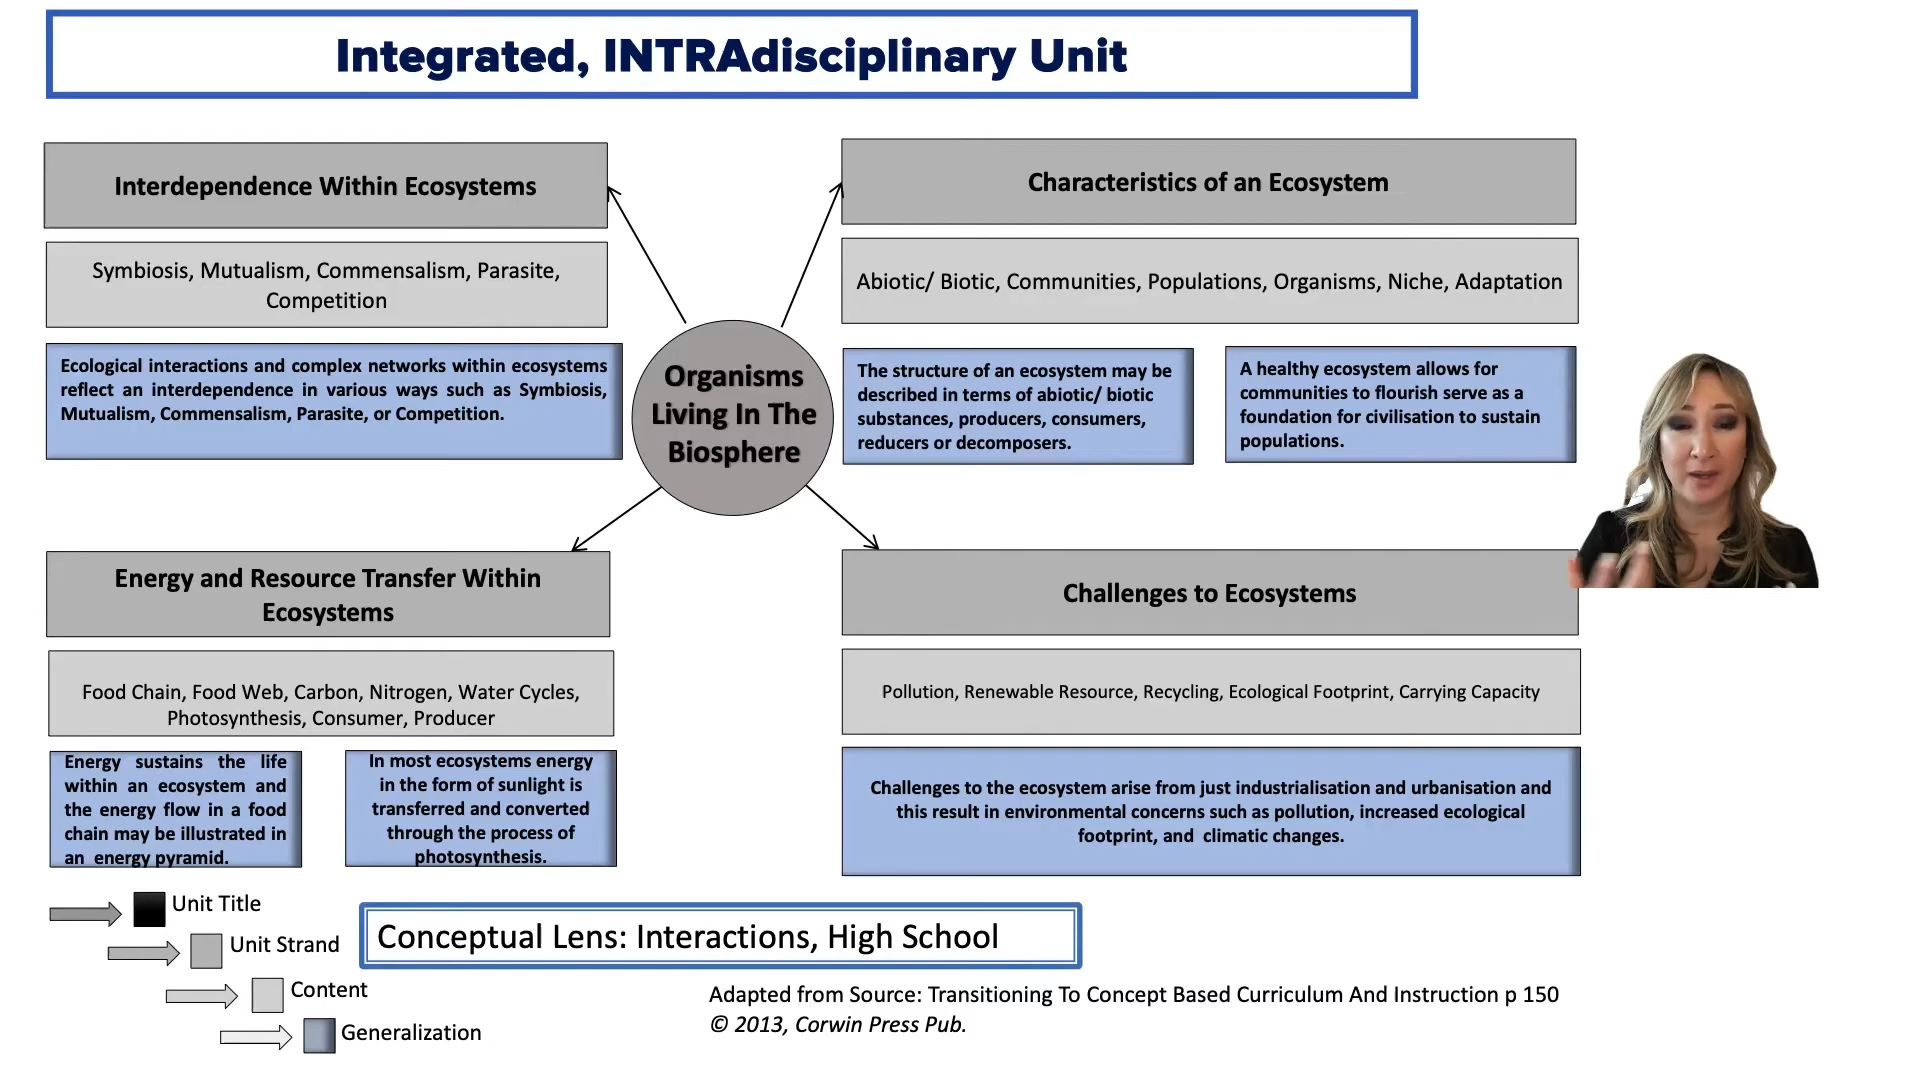 Integrated, INTRAdisciplinary Unit
Interdependence Within Ecosystems
Symbiosis, Mutualism, Commensalism, Parasite,
Competition
Ecological interactions and complex networks within ecosystems
reflect an interdependence in various ways such as Symbiosis,
Mutualism, Commensalism, Parasite, or Competition.
Characteristics of an Ecosystem
Abiotic/ Biotic, Communities, Populations, Organisms, Niche, Adaptation
The structure of an ecosystem may be
described in terms of abiotic/ biotic
substances, producers, consumers,
reducers or decomposers.
A healthy ecosystem allows for
communities to flourish serve as a
foundation for civilisation to sustain
populations.
Organisms
Living In The
Biosphere
Energy and Resource Transfer Within
Ecosystems
Food Chain, Food Web, Carbon, Nitrogen, Water Cycles,
Photosynthesis, Consumer, Producer
Energy sustains the life
within an ecosystem and
the energy flow in a food
chain may be illustrated in
an energy pyramid.
In most ecosystems energy
in the form of sunlight is
transferred and converted
through the process of
photosynthesis.
Challenges to Ecosystems
Pollution, Renewable Resource, Recycling, Ecological Footprint, Carrying Capacity
Challenges to the ecosystem arise from just industrialisation and urbanisation and
this result in environmental concerns such as pollution, increased ecological
footprint, and climatic changes.
Unit Title
Unit Strand
Content
Generalization
Conceptual Lens: Interactions, High School
Adapted from Source: Transitioning To Concept Based Curriculum And Instruction p 150
© 2013, Corwin Press Pub.